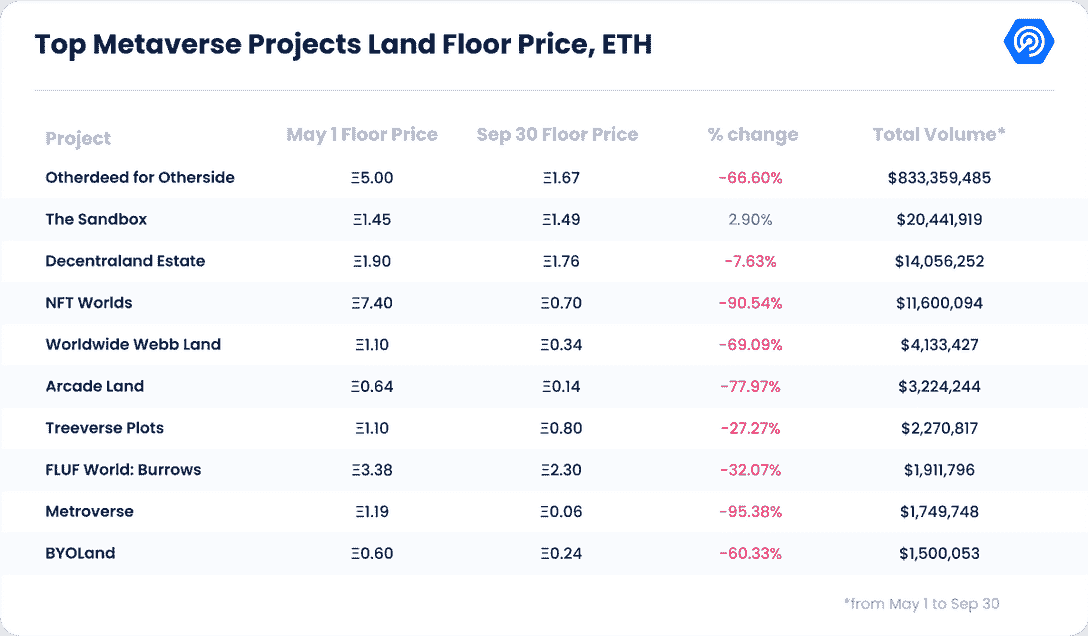 Top Metaverse Projects Land Floor Price, ETH
Project May 1 Floor Price Sep 30 Floor Price % change Total Volume*
Otherdeed for Otherside Ξ5.00 Ξ1.67 -66.60% $833,359,485
The Sandbox Ξ1.45 Ξ1.49 2.90% $20,441,919
Decentraland Estate Ξ1.90 Ξ1.76 -7.63% $14,056,252
NFT Worlds Ξ7.40 Ξ0.70 -90.54% $11,600,094
Worldwide Webb Land Ξ1.10 Ξ0.34 -69.09% $4,133,427
Arcade Land Ξ0.64 Ξ0.14 -77.97% $3,224,244
Treeverse Plots Ξ1.10 Ξ0.80 -27.27% $2,270,817
FLUF World: Burrows Ξ3.38 Ξ2.30 -32.07% $1,911,796
Metroverse Ξ1.19 Ξ0.06 -95.38% $1,749,748
BYOLand Ξ0.60 Ξ0.24 -60.33% $1,500,053
*from May 1 to Sep 30